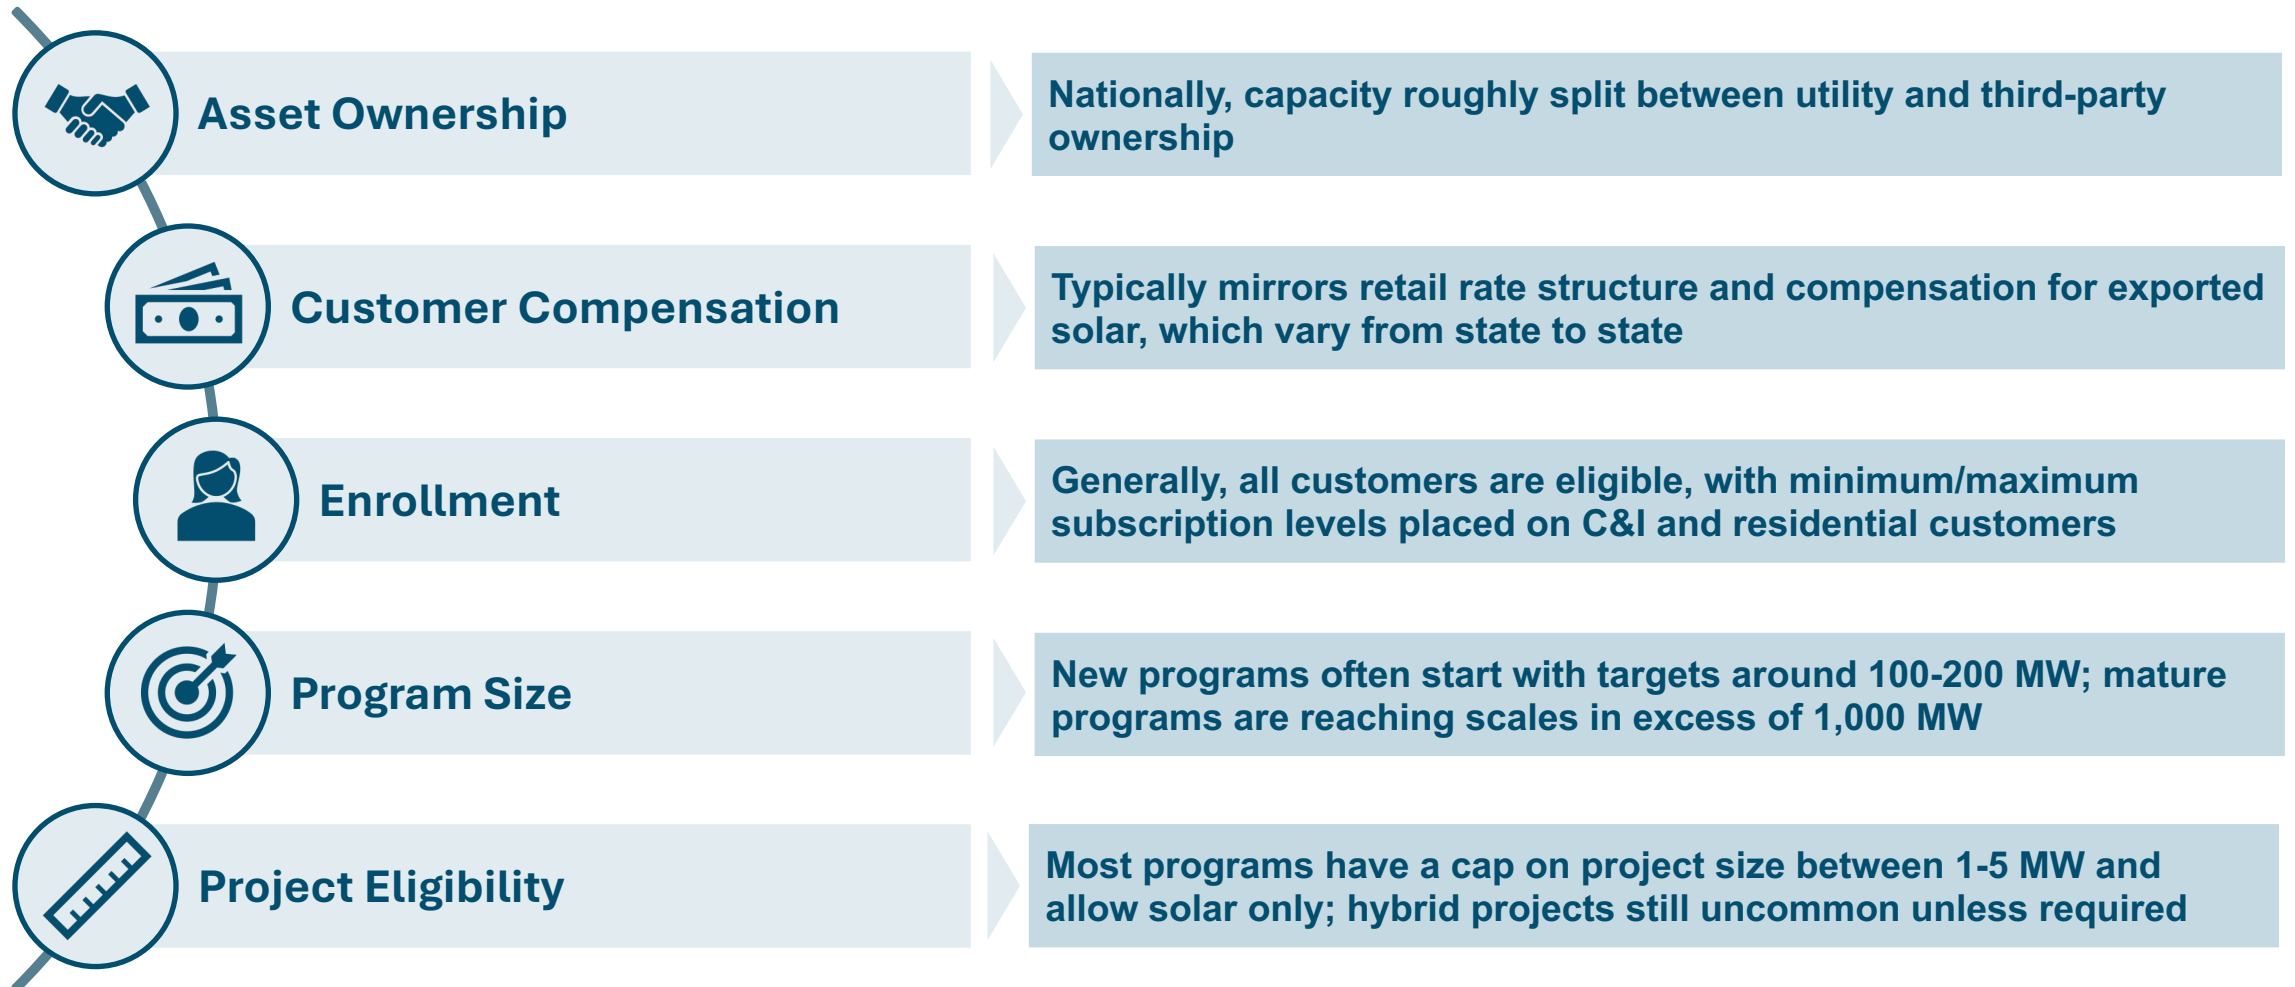 Asset Ownership
Nationally, capacity roughly split between utility and third-party
ownership
Customer Compensation
Typically mirrors retail rate structure and compensation for exported
solar, which vary from state to state
Enrollment
Generally, all customers are eligible, with minimum/maximum
subscription levels placed on C&I and residential customers
Program Size
New programs often start with targets around 100-200 MW; mature
programs are reaching scales in excess of 1,000 MW
Project Eligibility
Most programs have a cap on project size between 1-5 MW and
allow solar only; hybrid projects still uncommon unless required